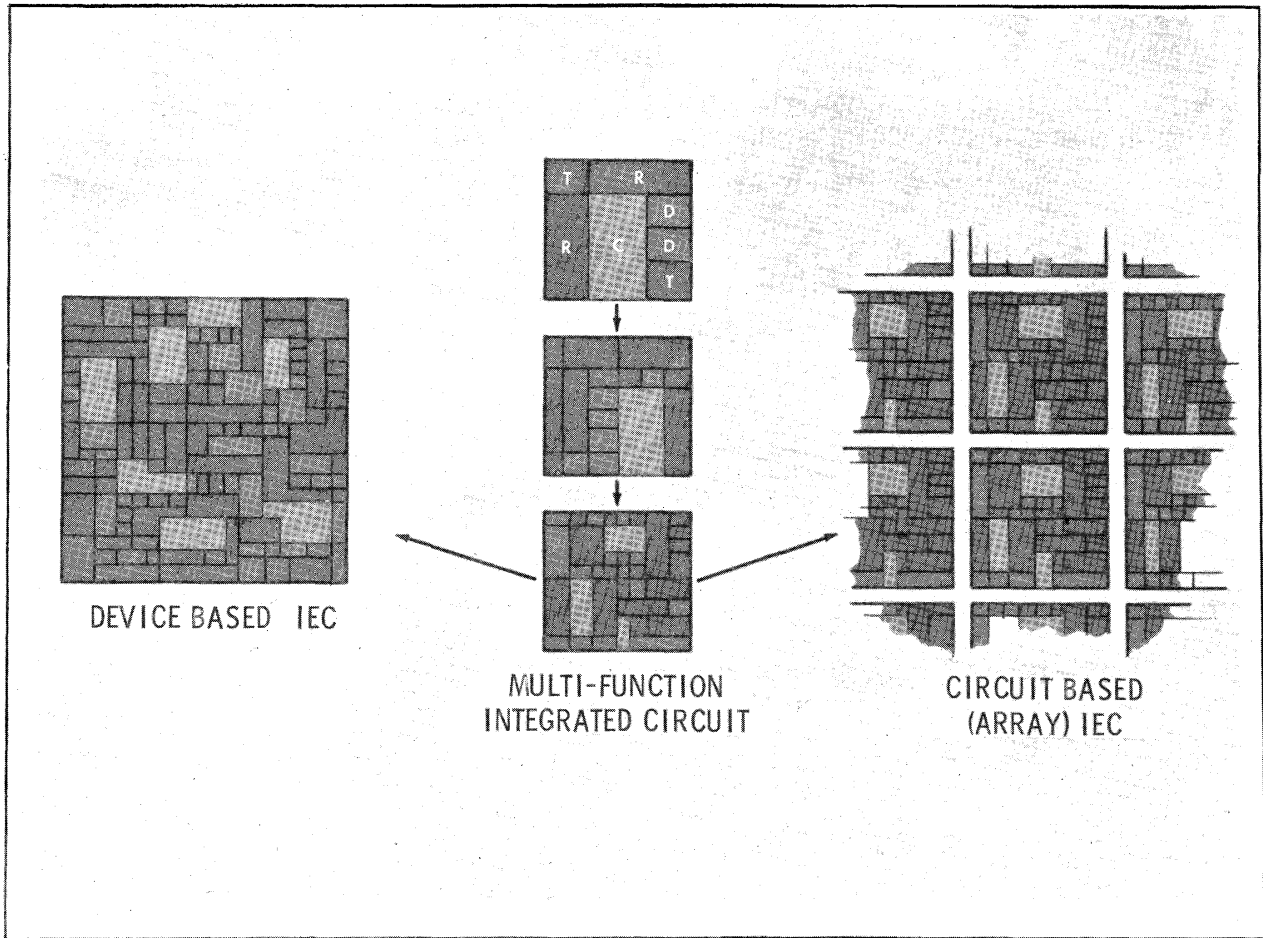 T R
D
R C D
T
DEVICE BASED IEC
MULTI-FUNCTION
INTEGRATED CIRCUIT
CIRCUIT BASED
(ARRAY) IEC